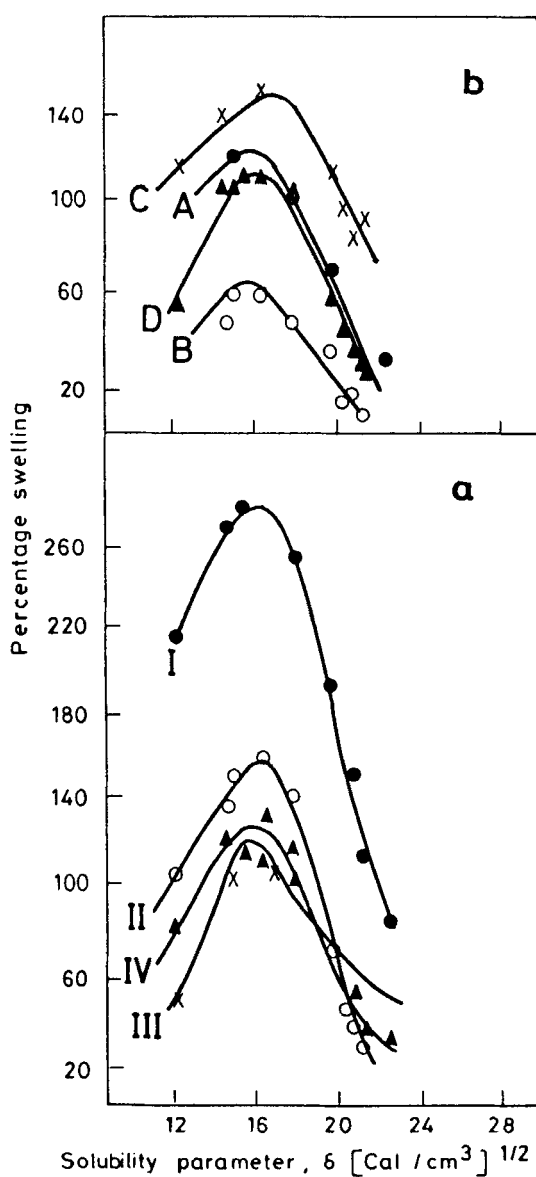 b
140
100
60
20
C
A
D
B
Percentage swelling
a
260
220
180
140
100
60
20
I
II
IV
III
12 16 20 24 28
Solubility parameter, δ [Cal/cm³]¹/²